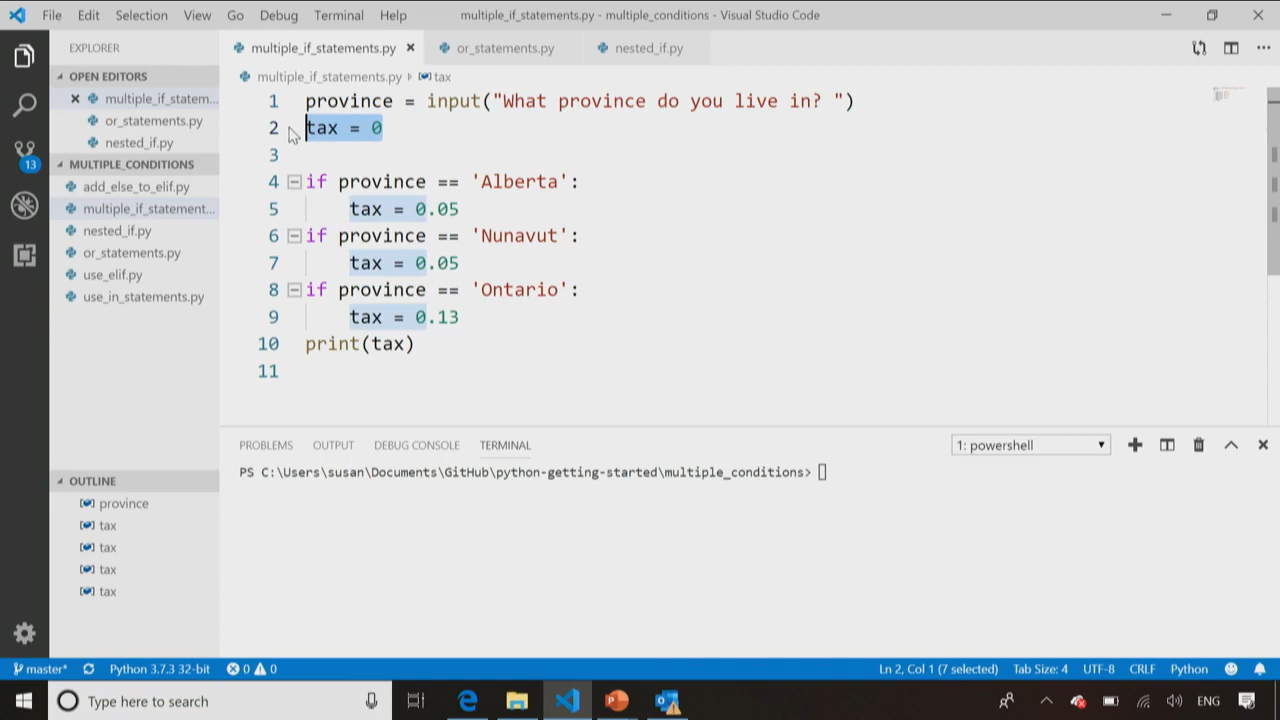 File Edit Selection View Go Debug Terminal Help multiple_if_statements.py - multiple_conditions - Visual Studio Code
EXPLORER
OPEN EDITORS
multiple_if_statem...
or_statements.py
nested_if.py
MULTIPLE_CONDITIONS
add_else_to_elif.py
multiple_if_statement...
nested_if.py
or_statements.py
use_elif.py
use_in_statements.py
13
OUTLINE
province
tax
tax
tax
tax
multiple_if_statements.py or_statements.py nested_if.py
multiple_if_statements.py tax
1 province = input("What province do you live in? ")
2 tax = 0
3
4 if province == 'Alberta':
5 tax = 0.05
6 if province == 'Nunavut':
7 tax = 0.05
8 if province == 'Ontario':
9 tax = 0.13
10 print(tax)
11
PROBLEMS OUTPUT DEBUG CONSOLE TERMINAL 1: powershell
PS C:\Users\susan\Documents\GitHub\python-getting-started\multiple_conditions>
master* Python 3.7.3 32-bit 0 0 Ln 2, Col 1 (7 selected) Tab Size: 4 UTF-8 CRLF Python
Type here to search ENG